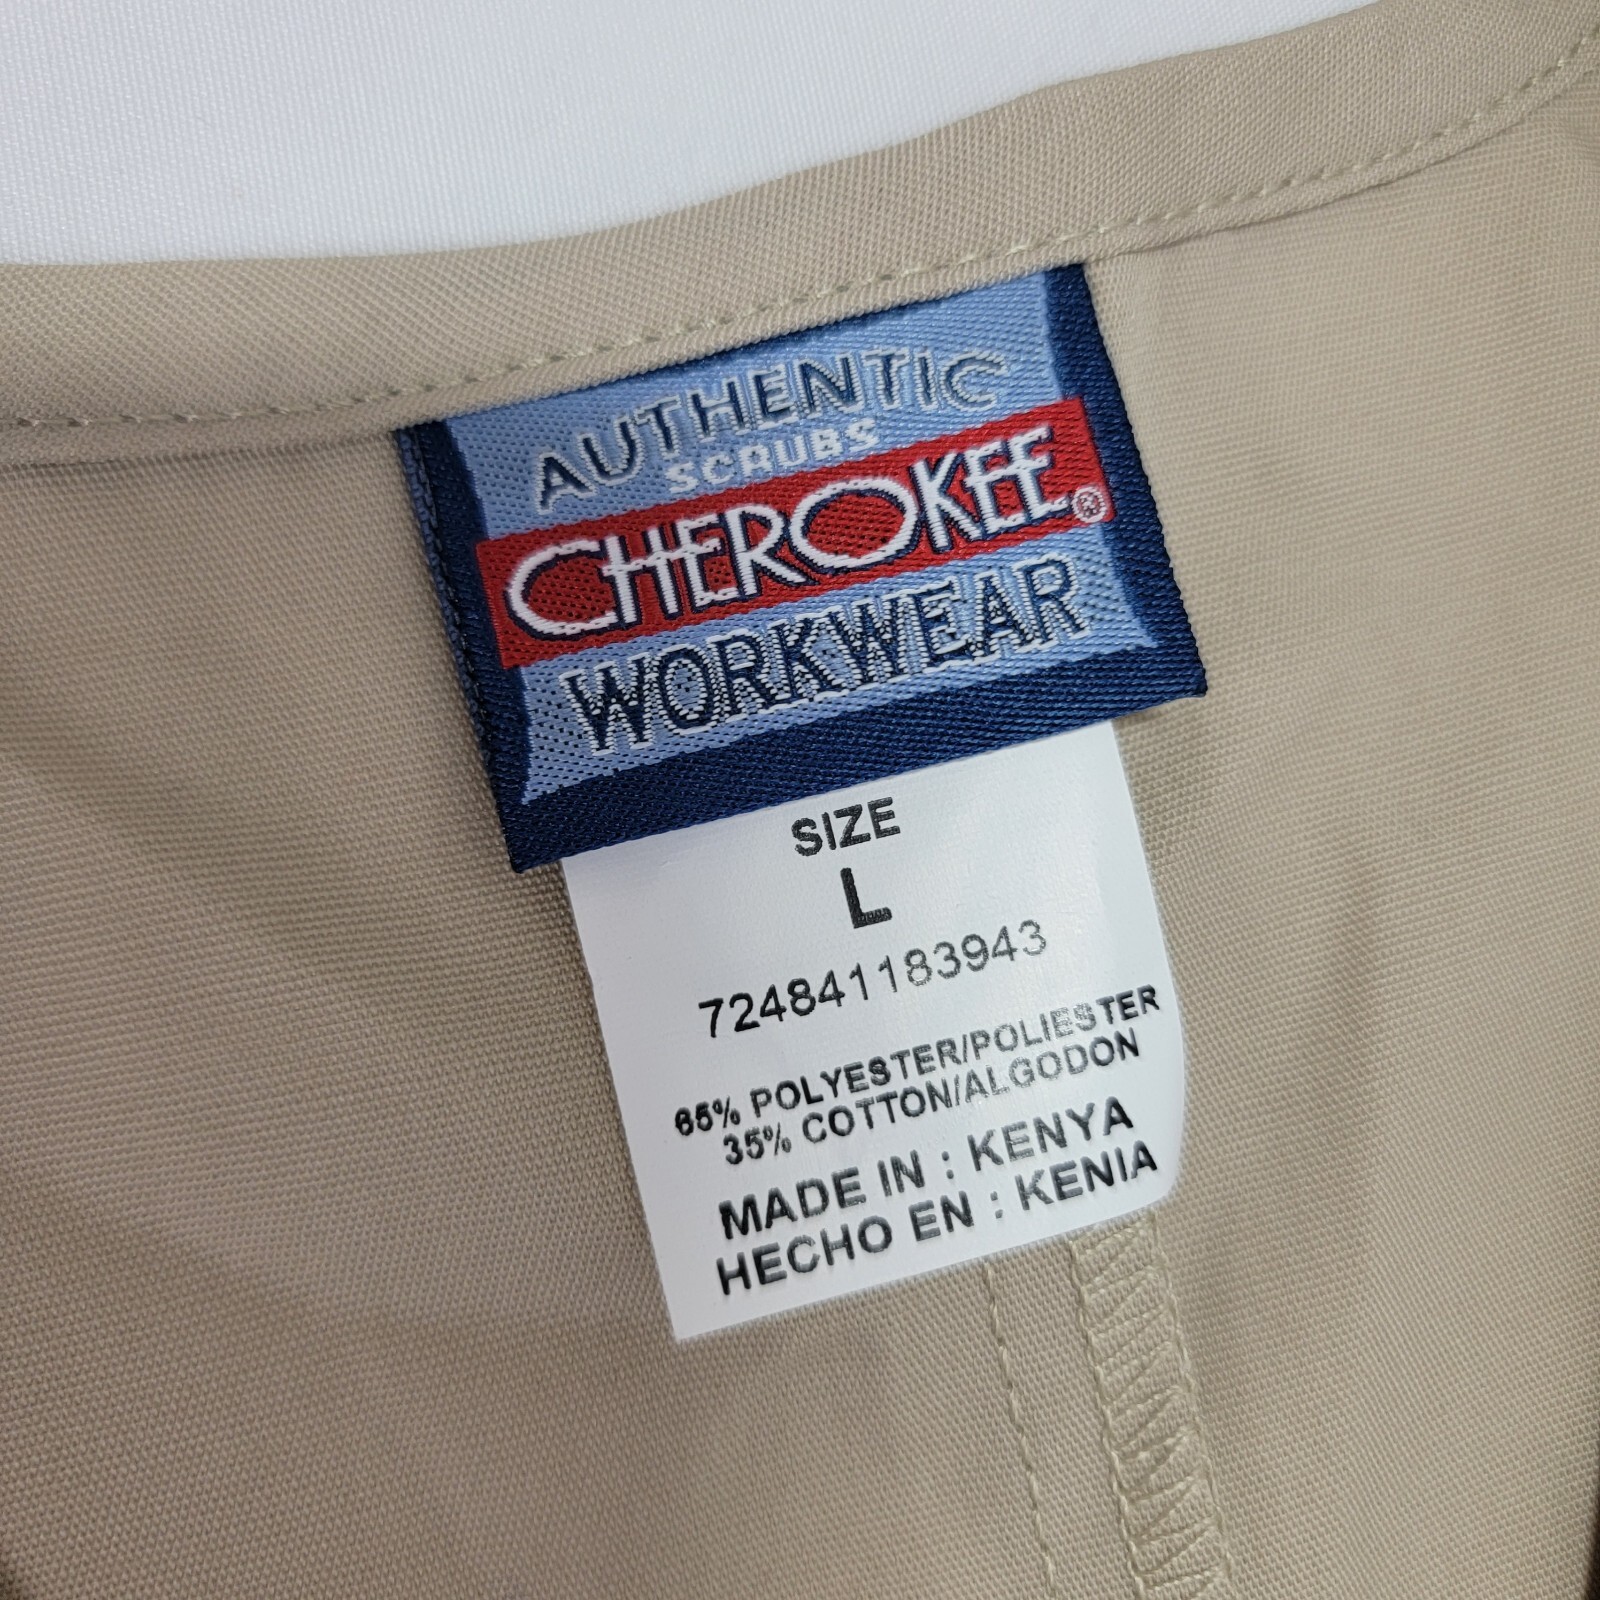 AUTHENTIC
SCRUBS
CHEROKEE®
WORKWEAR
SIZE
L
724841183943
65% POLYESTER/POLIESTER
35% COTTON/ALGODON
MADE IN : KENYA
HECHO EN : KENIA